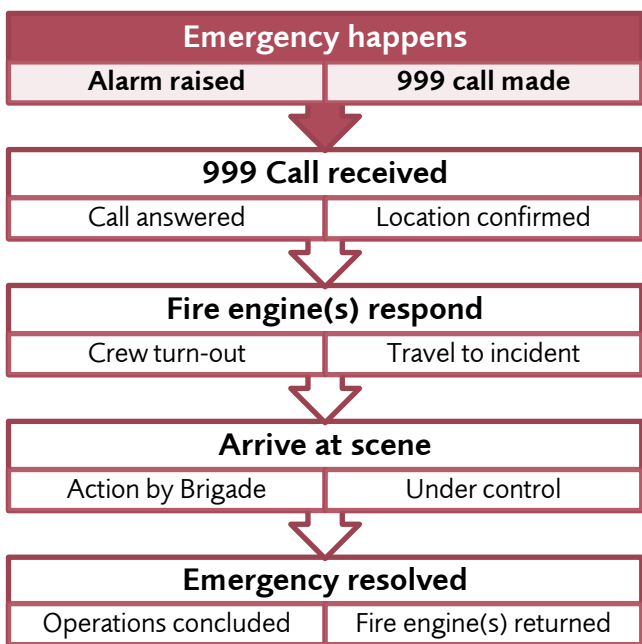 Emergency happens
Alarm raised
999 call made
999 Call received
Call answered
Location confirmed
Fire engine(s) respond
Crew turn-out
Travel to incident
Arrive at scene
Action by Brigade
Under control
Emergency resolved
Operations concluded
Fire engine(s) returned